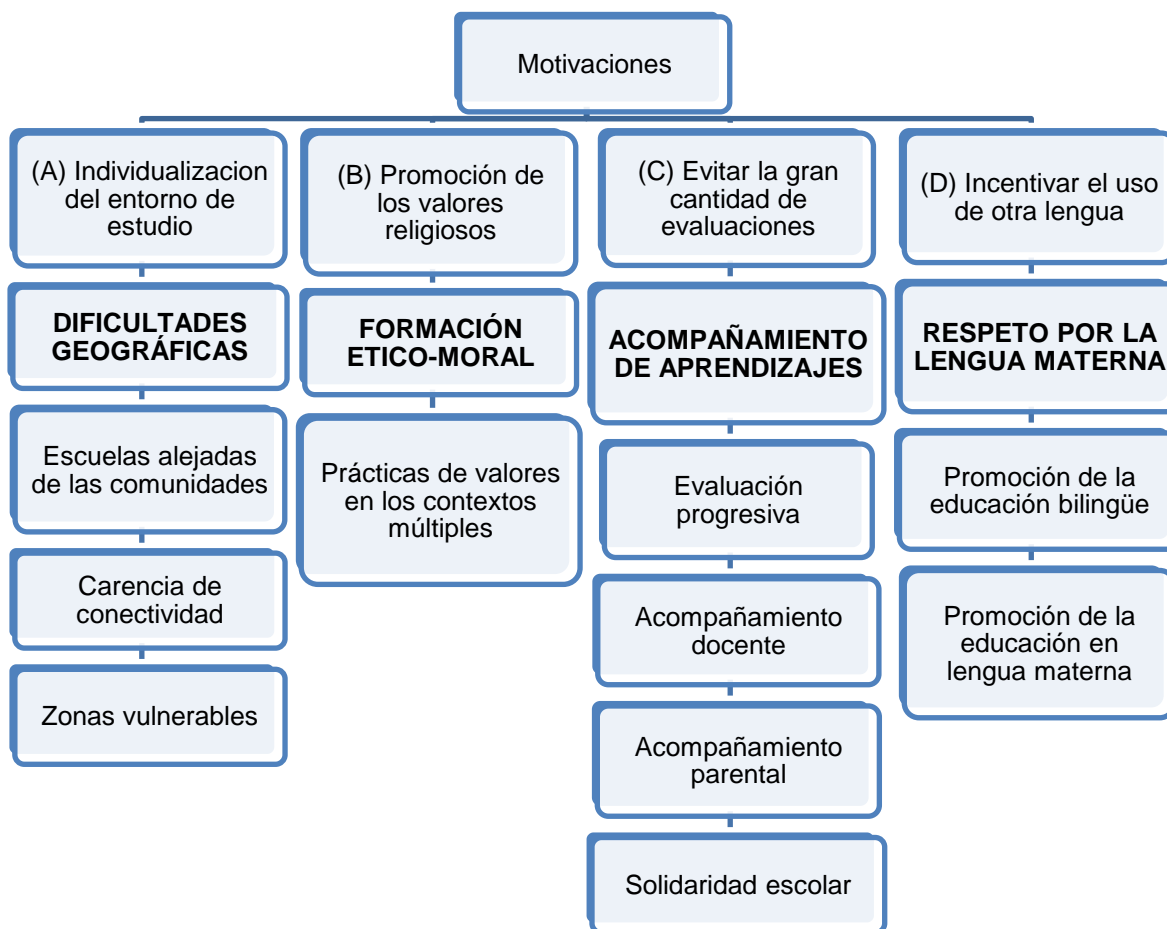 Motivaciones
(A) Individualizacion
del entorno de
estudio
DIFICULTADES
GEOGRÁFICAS
Escuelas alejadas
de las comunidades
Carencia de
conectividad
Zonas vulnerables
(B) Promoción de
los valores
religiosos
FORMACIÓN
ETICO-MORAL
Prácticas de valores
en los contextos
múltiples
(C) Evitar la gran
cantidad de
evaluaciones
ACOMPAÑAMIENTO
DE APRENDIZAJES
Evaluación
progresiva
Acompañamiento
docente
Acompañamiento
parental
Solidaridad escolar
(D) Incentivar el uso
de otra lengua
RESPETO POR LA
LENGUA MATERNA
Promoción de la
educación bilingüe
Promoción de la
educación en
lengua materna